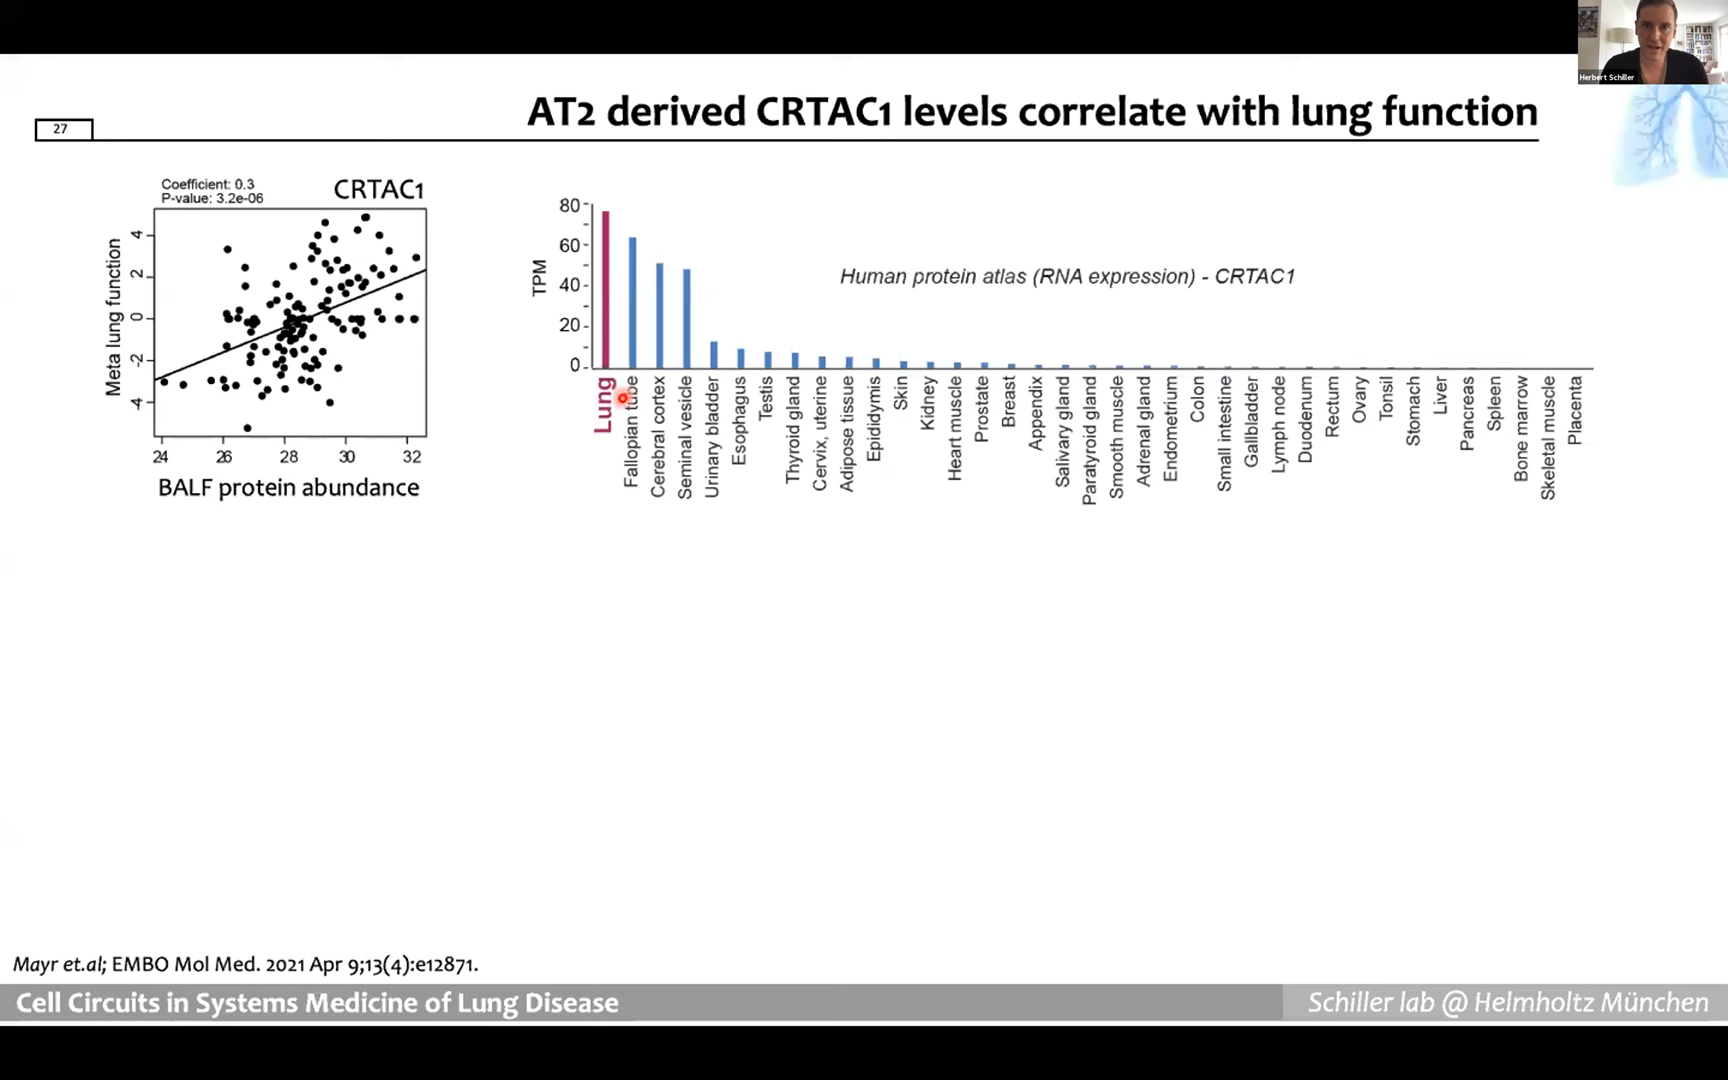 Herbert Schiller
AT2 derived CRTAC1 levels correlate with lung function
27
Coefficient: 0.3
P-value: 3.2e-06
CRTAC1
Meta lung function
4
2
0
-2
-4
24 26 28 30 32
BALF protein abundance
TPM
80
60
40
20
0
Human protein atlas (RNA expression) - CRTAC1
Lung
Fallopian tube
Cerebral cortex
Seminal vesicle
Urinary bladder
Esophagus
Testis
Thyroid gland
Cervix, uterine
Adipose tissue
Epididymis
Skin
Kidney
Heart muscle
Prostate
Breast
Appendix
Salivary gland
Paratyroid gland
Smooth muscle
Adrenal gland
Endometrium
Colon
Small intestine
Gallbladder
Lymph node
Duodenum
Rectum
Ovary
Tonsil
Stomach
Liver
Pancreas
Spleen
Bone marrow
Skeletal muscle
Placenta
Mayr et.al; EMBO Mol Med. 2021 Apr 9;13(4):e12871.
Cell Circuits in Systems Medicine of Lung Disease
Schiller lab @ Helmholtz München